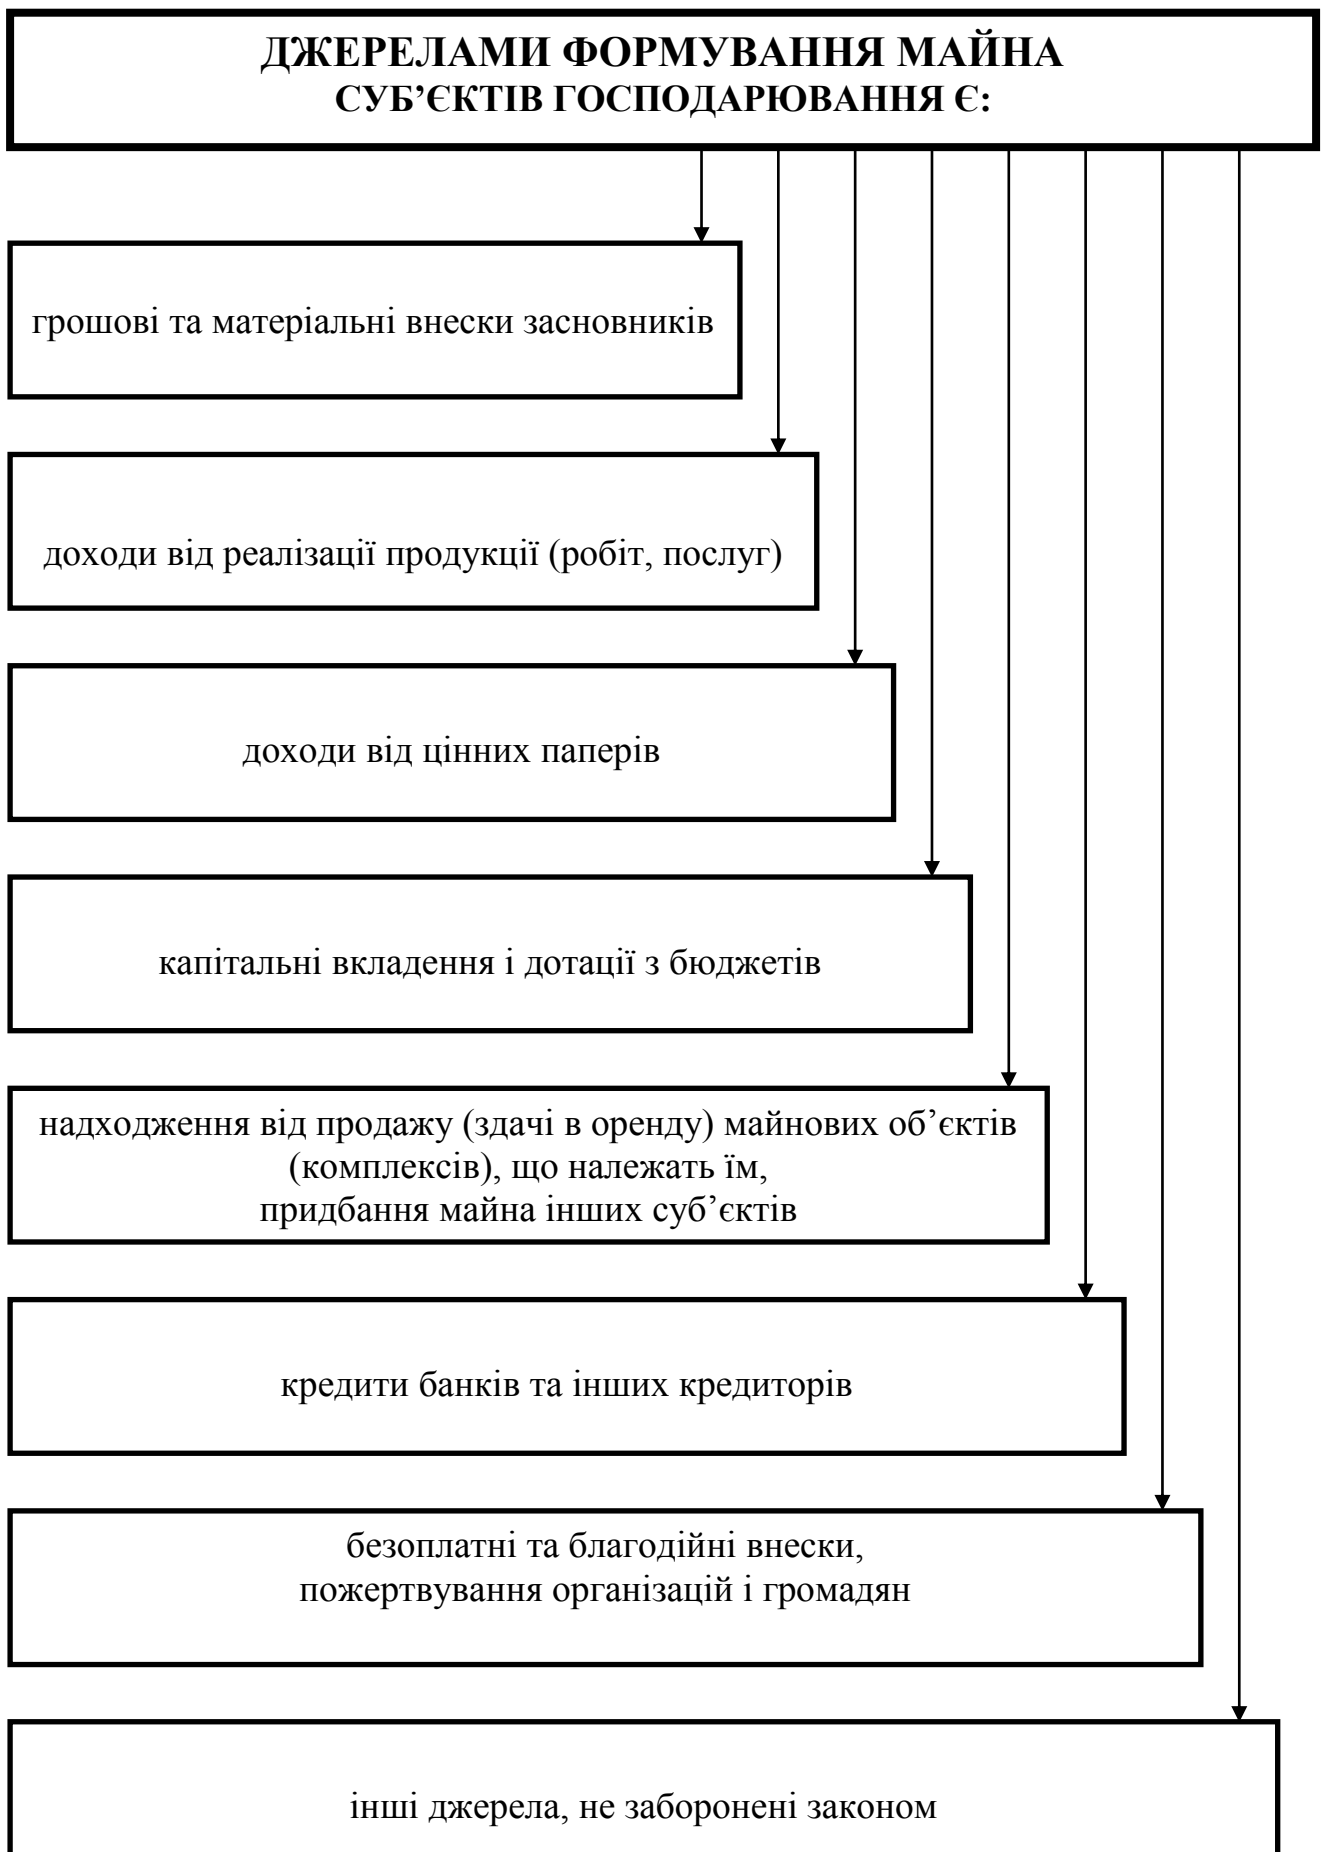 ДЖЕРЕЛАМИ ФОРМУВАННЯ МАЙНА
СУБ’ЄКТІВ ГОСПОДАРЮВАННЯ Є:
грошові та матеріальні внески засновників
доходи від реалізації продукції (робіт, послуг)
доходи від цінних паперів
капітальні вкладення і дотації з бюджетів
надходження від продажу (здачі в оренду) майнових об’єктів
(комплексів), що належать їм,
придбання майна інших суб’єктів
кредити банків та інших кредиторів
безоплатні та благодійні внески,
пожертвування організацій і громадян
інші джерела, не заборонені законом